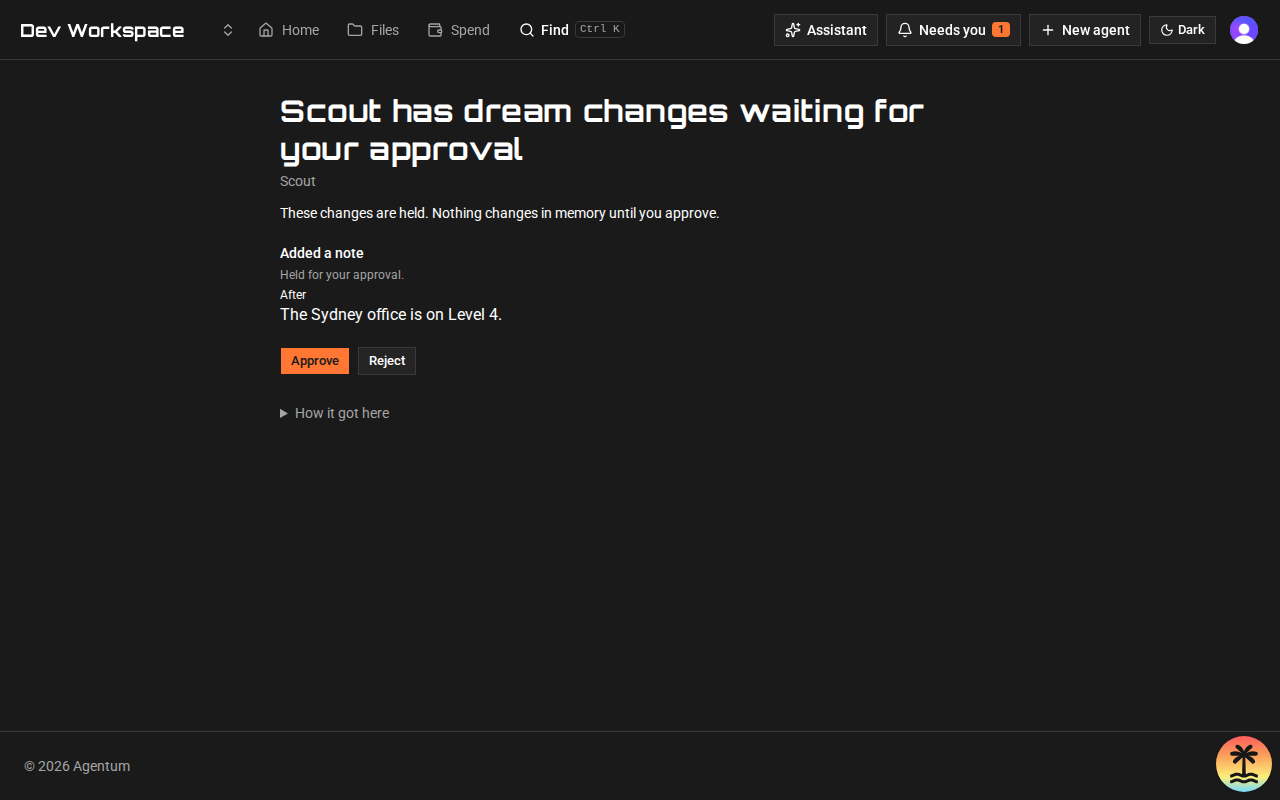 Dev Workspace
Home
Files
Spend
Find
Ctrl K
Assistant
Needs you 1
New agent
Dark
Scout has dream changes waiting for
your approval
Scout
These changes are held. Nothing changes in memory until you approve.
Added a note
Held for your approval.
After
The Sydney office is on Level 4.
Approve
Reject
How it got here
© 2026 Agentum